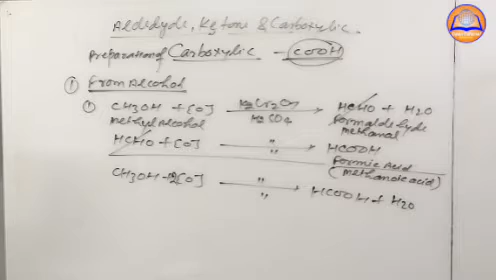 Aldedyde, Ketone & Carboxylic.
Preparation of Carboxylic - COOH
① From Alcohol
① CH3OH + [O] K2Cr2O7 H2SO4 → HCHO + H2O
Methyl Alcohol Formaldehyde
Methanal
HCHO + [O] " " → HCOOH
Formic Acid
(Methanoic acid)
CH3OH + 2[O] " " → HCOOH + H2O